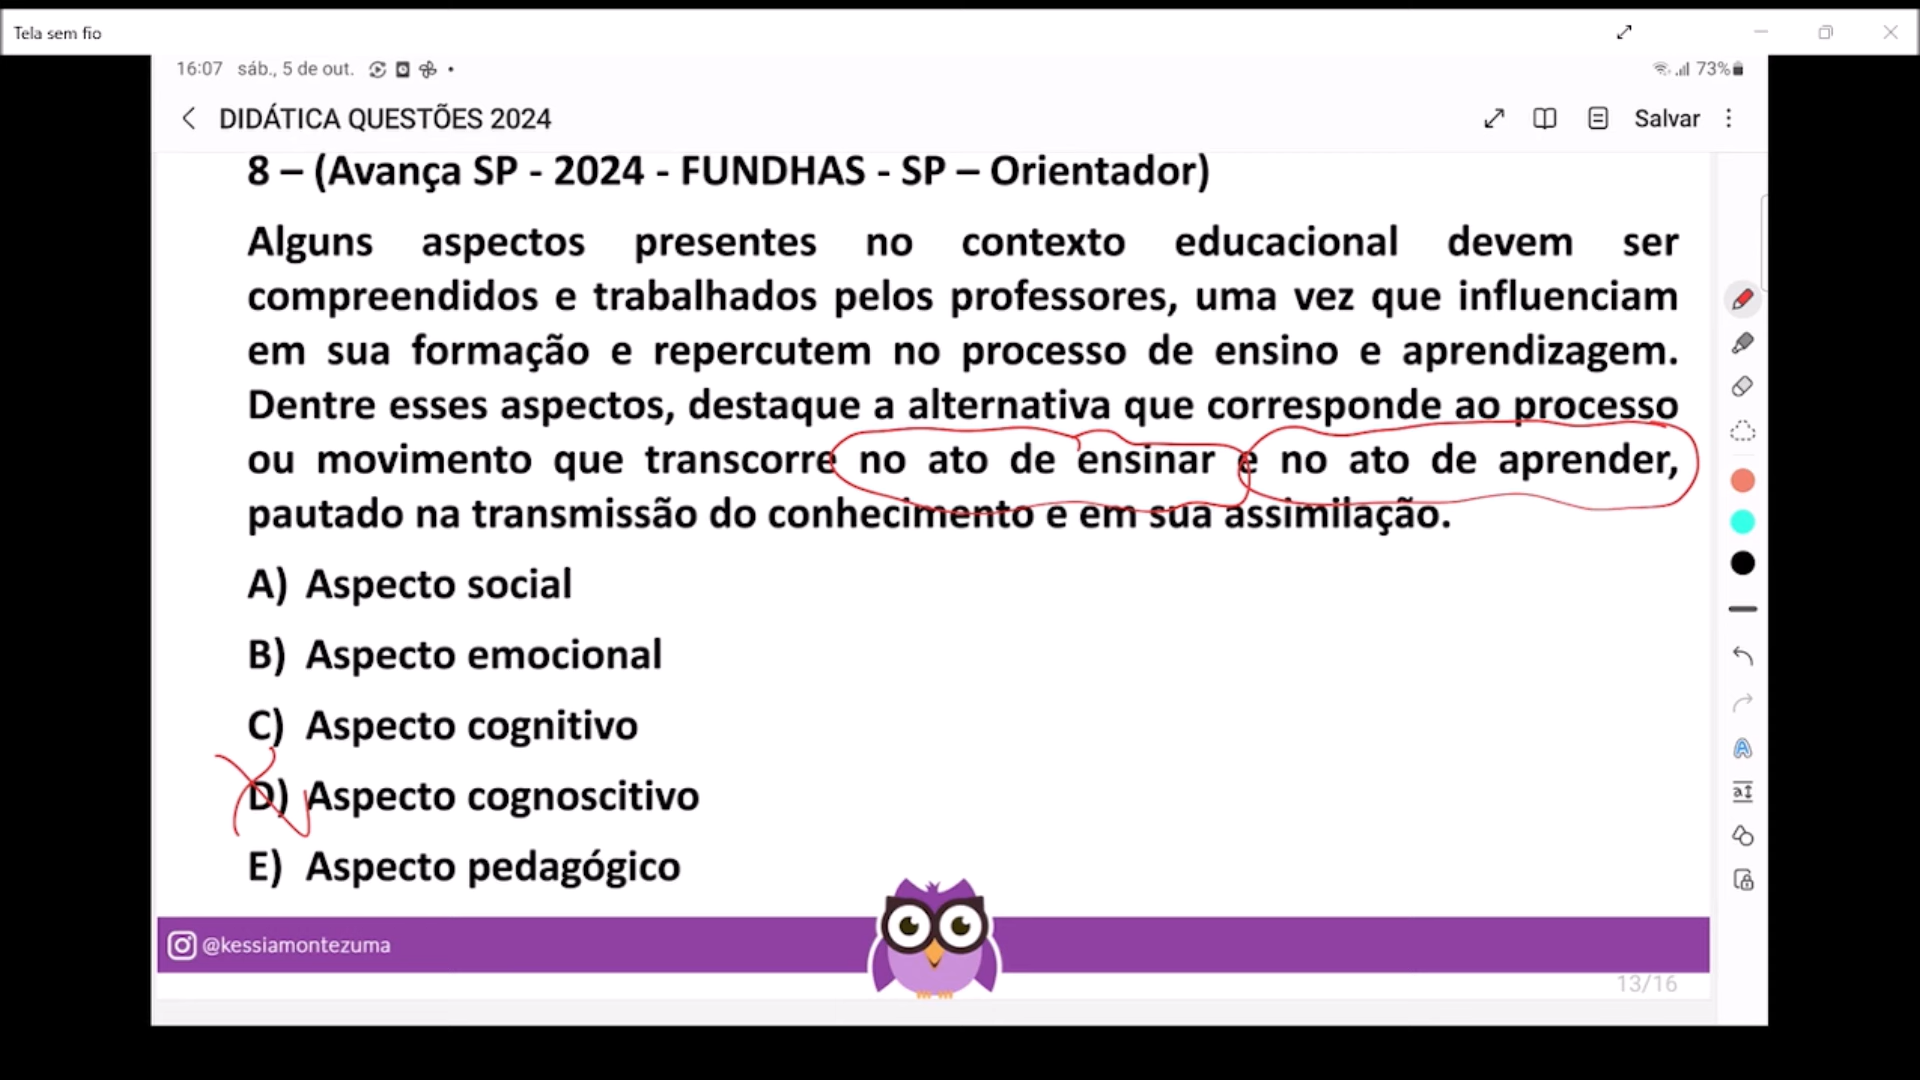 Tela sem fio
16:07 sáb., 5 de out.
73%
DIDÁTICA QUESTÕES 2024
Salvar
8 – (Avança SP - 2024 - FUNDHAS - SP – Orientador)
Alguns aspectos presentes no contexto educacional devem ser
compreendidos e trabalhados pelos professores, uma vez que influenciam
em sua formação e repercutem no processo de ensino e aprendizagem.
Dentre esses aspectos, destaque a alternativa que corresponde ao processo
ou movimento que transcorre no ato de ensinar e no ato de aprender,
pautado na transmissão do conhecimento e em sua assimilação.
A) Aspecto social
B) Aspecto emocional
C) Aspecto cognitivo
D) Aspecto cognoscitivo
E) Aspecto pedagógico
@kessiamontezuma
13/16